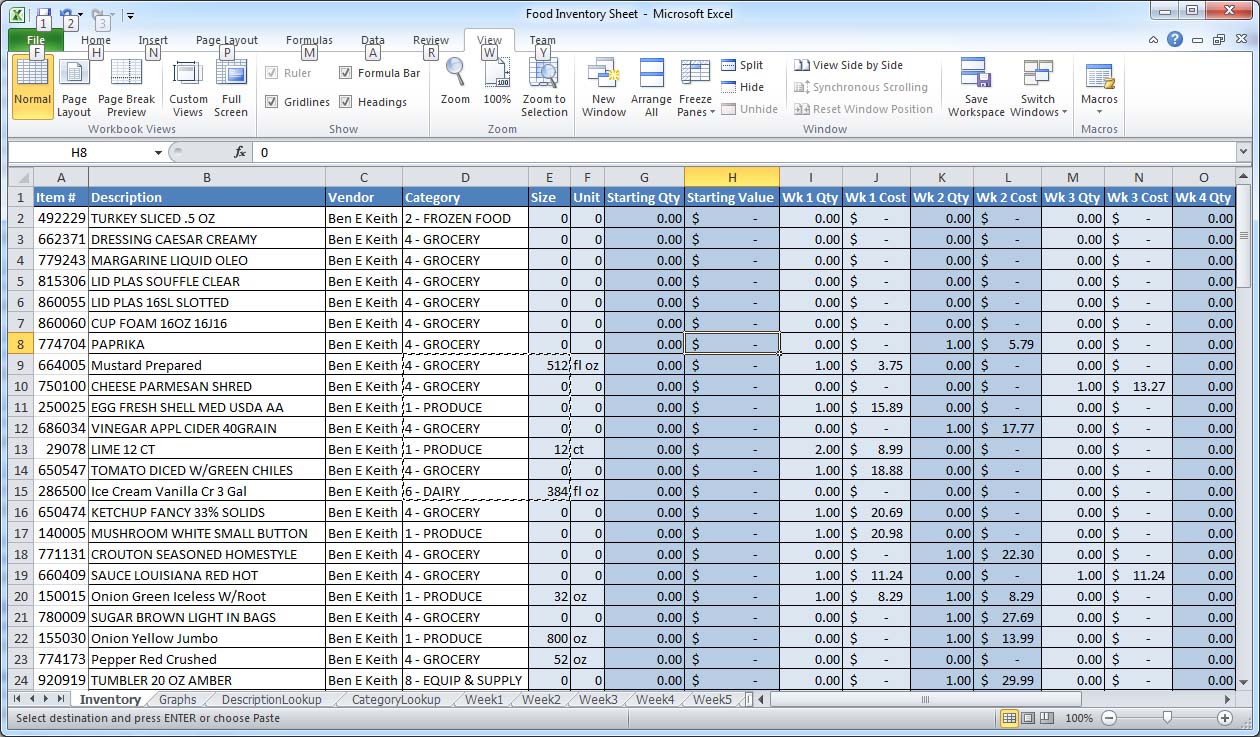 Food Inventory Sheet - Microsoft Excel
1 2 3
File Home Insert Page Layout Formulas Data Review View Team
F H N P M A R W Y
Normal Page Layout Page Break Preview Custom Views Full Screen
Workbook Views
Ruler Formula Bar
Gridlines Headings
Show
Zoom 100% Zoom to Selection
Zoom
New Window Arrange All Freeze Panes
Split
Hide
Unhide
View Side by Side
Synchronous Scrolling
Reset Window Position
Save Workspace Switch Windows
Window
Macros
Macros
H8 fx 0
A B C D E F G H I J K L M N O
1 Item # Description Vendor Category Size Unit Starting Qty Starting Value Wk 1 Qty Wk 1 Cost Wk 2 Qty Wk 2 Cost Wk 3 Qty Wk 3 Cost Wk 4 Qty
2 492229 TURKEY SLICED .5 OZ Ben E Keith 2 - FROZEN FOOD 0 0 0.00 $ - 0.00 $ - 0.00 $ - 0.00 $ - 0.00
3 662371 DRESSING CAESAR CREAMY Ben E Keith 4 - GROCERY 0 0 0.00 $ - 0.00 $ - 0.00 $ - 0.00 $ - 0.00
4 779243 MARGARINE LIQUID OLEO Ben E Keith 4 - GROCERY 0 0 0.00 $ - 0.00 $ - 0.00 $ - 0.00 $ - 0.00
5 815306 LID PLAS SOUFFLE CLEAR Ben E Keith 4 - GROCERY 0 0 0.00 $ - 0.00 $ - 0.00 $ - 0.00 $ - 0.00
6 860055 LID PLAS 16SL SLOTTED Ben E Keith 4 - GROCERY 0 0 0.00 $ - 0.00 $ - 0.00 $ - 0.00 $ - 0.00
7 860060 CUP FOAM 16OZ 16J16 Ben E Keith 4 - GROCERY 0 0 0.00 $ - 0.00 $ - 0.00 $ - 0.00 $ - 0.00
8 774704 PAPRIKA Ben E Keith 4 - GROCERY 0 0 0.00 $ - 0.00 $ - 1.00 $ 5.79 0.00 $ - 0.00
9 664005 Mustard Prepared Ben E Keith 4 - GROCERY 512 fl oz 0.00 $ - 1.00 $ 3.75 0.00 $ - 0.00 $ - 0.00
10 750100 CHEESE PARMESAN SHRED Ben E Keith 4 - GROCERY 0 0 0.00 $ - 0.00 $ - 0.00 $ - 1.00 $ 13.27 0.00
11 250025 EGG FRESH SHELL MED USDA AA Ben E Keith 1 - PRODUCE 0 0 0.00 $ - 1.00 $ 15.89 0.00 $ - 0.00 $ - 0.00
12 686034 VINEGAR APPL CIDER 40GRAIN Ben E Keith 4 - GROCERY 0 0 0.00 $ - 0.00 $ - 1.00 $ 17.77 0.00 $ - 0.00
13 29078 LIME 12 CT Ben E Keith 1 - PRODUCE 12 ct 0.00 $ - 2.00 $ 8.99 0.00 $ - 0.00 $ - 0.00
14 650547 TOMATO DICED W/GREEN CHILES Ben E Keith 4 - GROCERY 0 0 0.00 $ - 1.00 $ 18.88 0.00 $ - 0.00 $ - 0.00
15 286500 Ice Cream Vanilla Cr 3 Gal Ben E Keith 6 - DAIRY 384 fl oz 0.00 $ - 0.00 $ - 0.00 $ - 0.00 $ - 0.00
16 650474 KETCHUP FANCY 33% SOLIDS Ben E Keith 4 - GROCERY 0 0 0.00 $ - 1.00 $ 20.69 0.00 $ - 0.00 $ - 0.00
17 140005 MUSHROOM WHITE SMALL BUTTON Ben E Keith 1 - PRODUCE 0 0 0.00 $ - 1.00 $ 20.98 0.00 $ - 0.00 $ - 0.00
18 771131 CROUTON SEASONED HOMESTYLE Ben E Keith 4 - GROCERY 0 0 0.00 $ - 0.00 $ - 1.00 $ 22.30 0.00 $ - 0.00
19 660409 SAUCE LOUISIANA RED HOT Ben E Keith 4 - GROCERY 0 0 0.00 $ - 1.00 $ 11.24 0.00 $ - 1.00 $ 11.24 0.00
20 150015 Onion Green Iceless W/Root Ben E Keith 1 - PRODUCE 32 oz 0.00 $ - 1.00 $ 8.29 1.00 $ 8.29 0.00 $ - 0.00
21 780009 SUGAR BROWN LIGHT IN BAGS Ben E Keith 4 - GROCERY 0 0 0.00 $ - 0.00 $ - 1.00 $ 27.69 0.00 $ - 0.00
22 155030 Onion Yellow Jumbo Ben E Keith 1 - PRODUCE 800 oz 0.00 $ - 0.00 $ - 1.00 $ 13.99 0.00 $ - 0.00
23 774173 Pepper Red Crushed Ben E Keith 4 - GROCERY 52 oz 0.00 $ - 0.00 $ - 0.00 $ - 0.00 $ - 0.00
24 920919 TUMBLER 20 OZ AMBER Ben E Keith 8 - EQUIP & SUPPLY 0 0 0.00 $ - 0.00 $ - 1.00 $ 29.99 0.00 $ - 0.00
Inventory Graphs DescriptionLookup CategoryLookup Week1 Week2 Week3 Week4 Week5
Select destination and press ENTER or choose Paste 100%